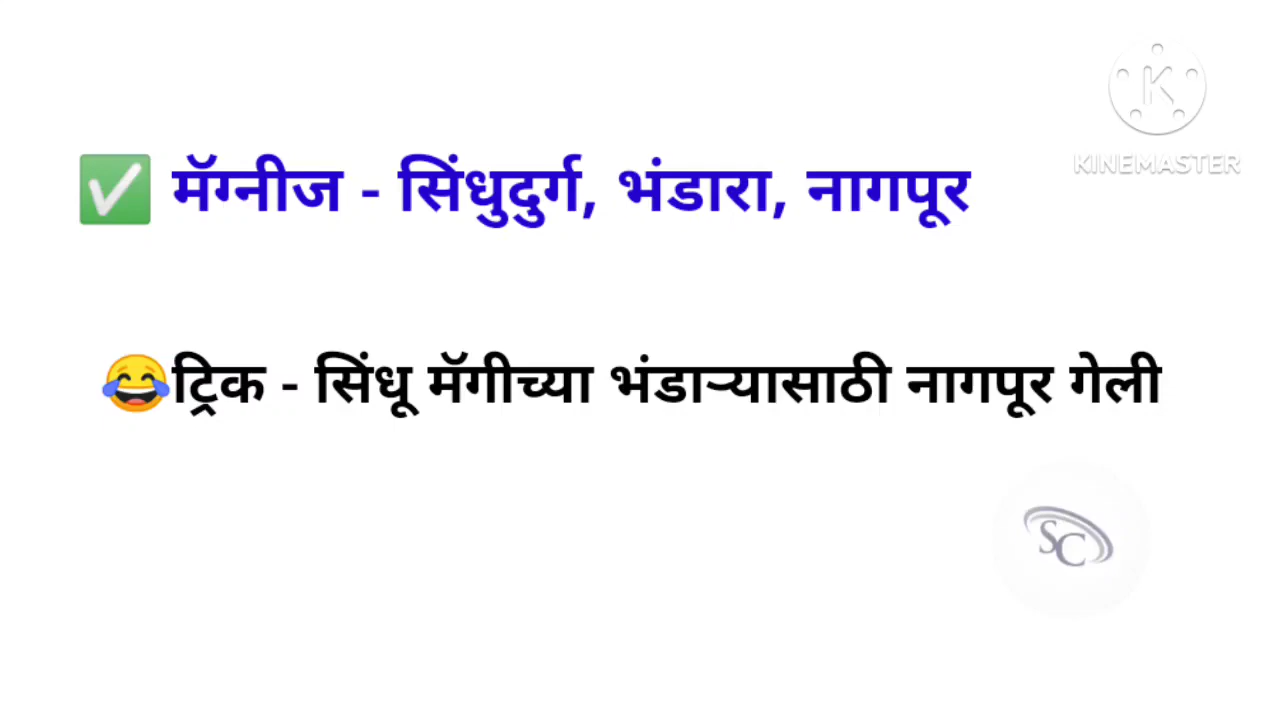 KINEMASTER
✅ मॅग्नीज - सिंधुदुर्ग, भंडारा, नागपूर
😂ट्रिक - सिंधू मॅगीच्या भंडाऱ्यासाठी नागपूर गेली
SC